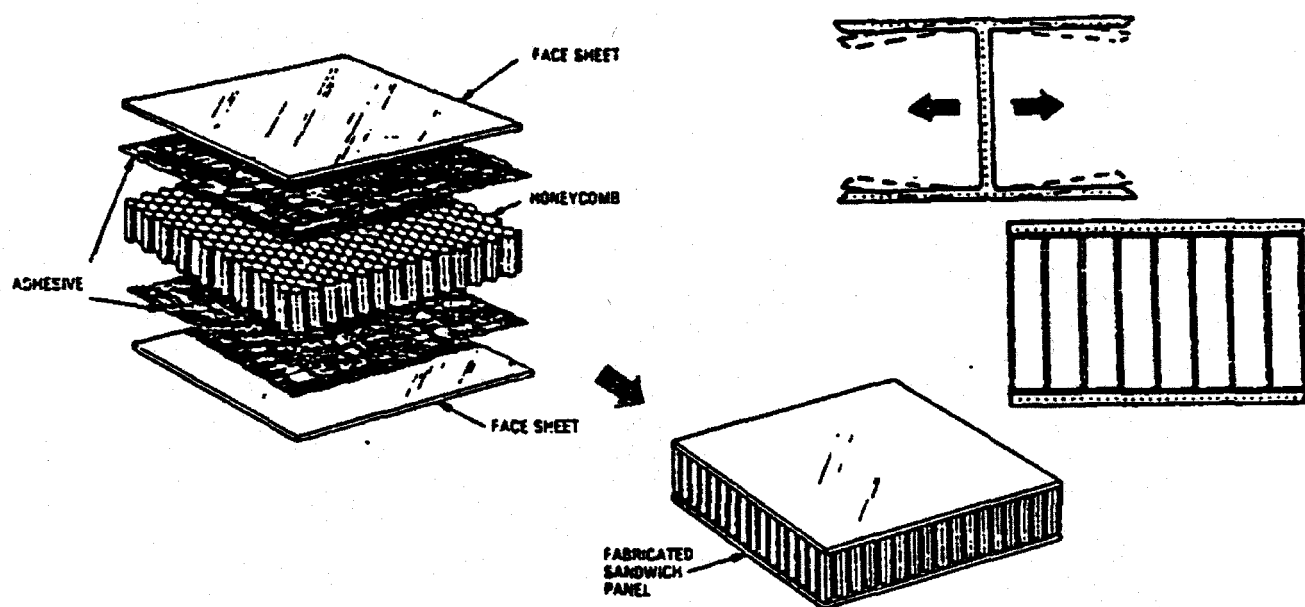 FACE SHEET
HONEYCOMB
ADHESIVE
FACE SHEET
FABRICATED
SANDWICH
PANEL